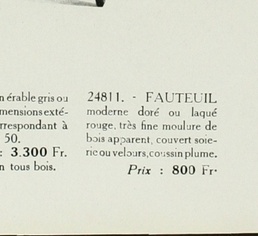 n érable gris ou
mensions exté-
rrespondant à
50.
: 3.300 Fr.
n tous bois.
24811. - FAUTEUIL
moderne doré ou laqué
rouge, très fine moulure de
bois apparent, couvert soie-
rie ou velours, coussin plume.
Prix : 800 Fr.